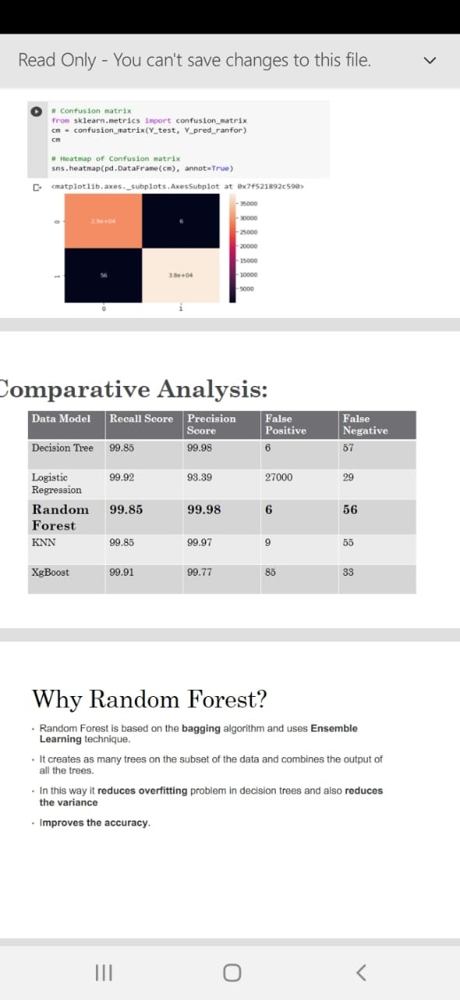 Read Only - You can't save changes to this file.
# Confusion matrix
from sklearn.metrics import confusion_matrix
cm = confusion_matrix(Y_test, Y_pred_ranfor)
cm
# Heatmap of Confusion matrix
sns.heatmap(pd.DataFrame(cm), annot=True)
<matplotlib.axes._subplots.AxesSubplot at 0x7f521892c590>
35000
0 2.9e+04 6 30000
25000
20000
15000
1 56 3.8e+04 10000
5000
0 1
Comparative Analysis:
Data Model Recall Score Precision Score False Positive False Negative
Decision Tree 99.85 99.98 6 57
Logistic Regression 99.92 93.39 27000 29
Random Forest 99.85 99.98 6 56
KNN 99.85 99.97 9 55
XgBoost 99.91 99.77 85 33
Why Random Forest?
• Random Forest is based on the bagging algorithm and uses Ensemble
Learning technique.
• It creates as many trees on the subset of the data and combines the output of
all the trees.
• In this way it reduces overfitting problem in decision trees and also reduces
the variance
• Improves the accuracy.